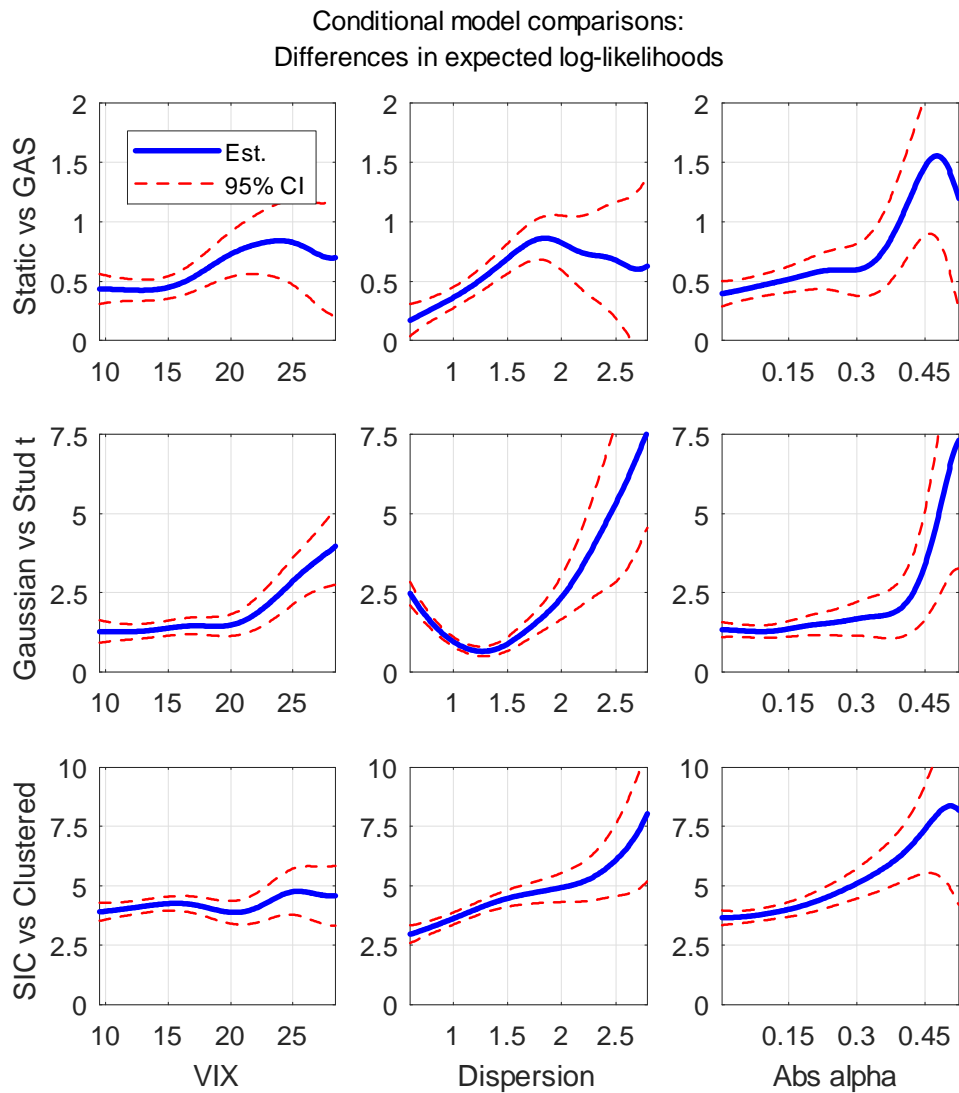 Conditional model comparisons:
Differences in expected log-likelihoods
Static vs GAS
2
1.5
1
0.5
0
Est.
95% CI
10 15 20 25
2
1.5
1
0.5
0
1 1.5 2 2.5
2
1.5
1
0.5
0
0.15 0.3 0.45
Gaussian vs Stud t
7.5
5
2.5
0
10 15 20 25
7.5
5
2.5
0
1 1.5 2 2.5
7.5
5
2.5
0
0.15 0.3 0.45
SIC vs Clustered
10
7.5
5
2.5
0
10 15 20 25
VIX
10
7.5
5
2.5
0
1 1.5 2 2.5
Dispersion
10
7.5
5
2.5
0
0.15 0.3 0.45
Abs alpha